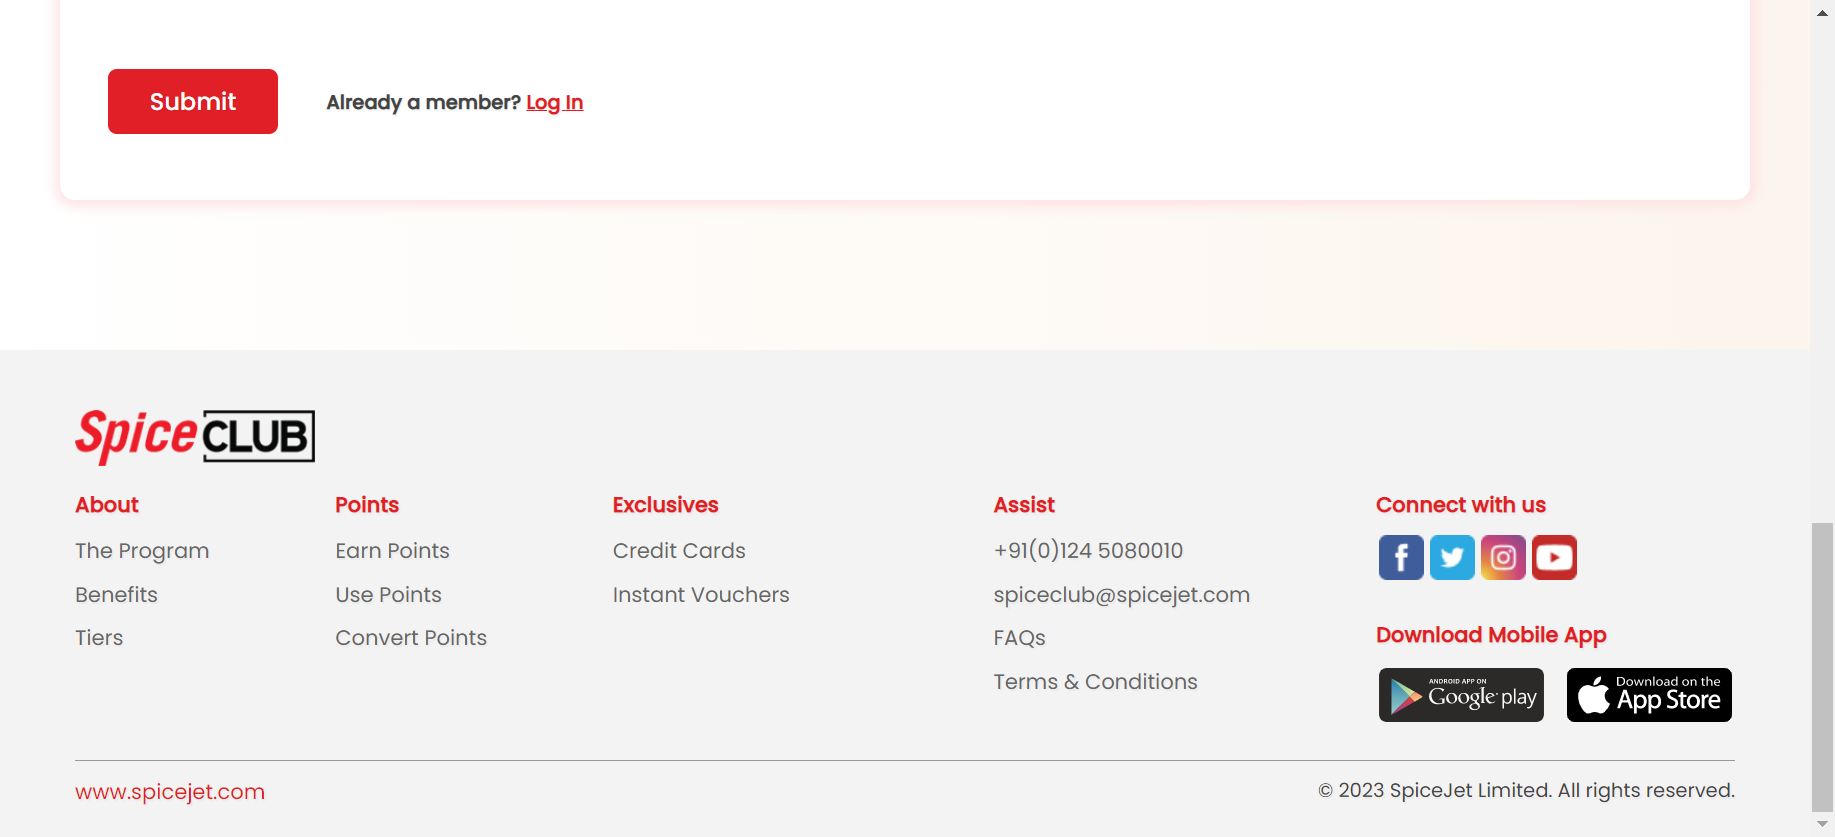 Submit
Already a member? Log In
Spice CLUB
About
The Program
Benefits
Tiers
Points
Earn Points
Use Points
Convert Points
Exclusives
Credit Cards
Instant Vouchers
Assist
+91(0)124 5080010
spiceclub@spicejet.com
FAQs
Terms & Conditions
Connect with us
Download Mobile App
ANDROID APP ON
Google play
Download on the
App Store
www.spicejet.com
© 2023 SpiceJet Limited. All rights reserved.